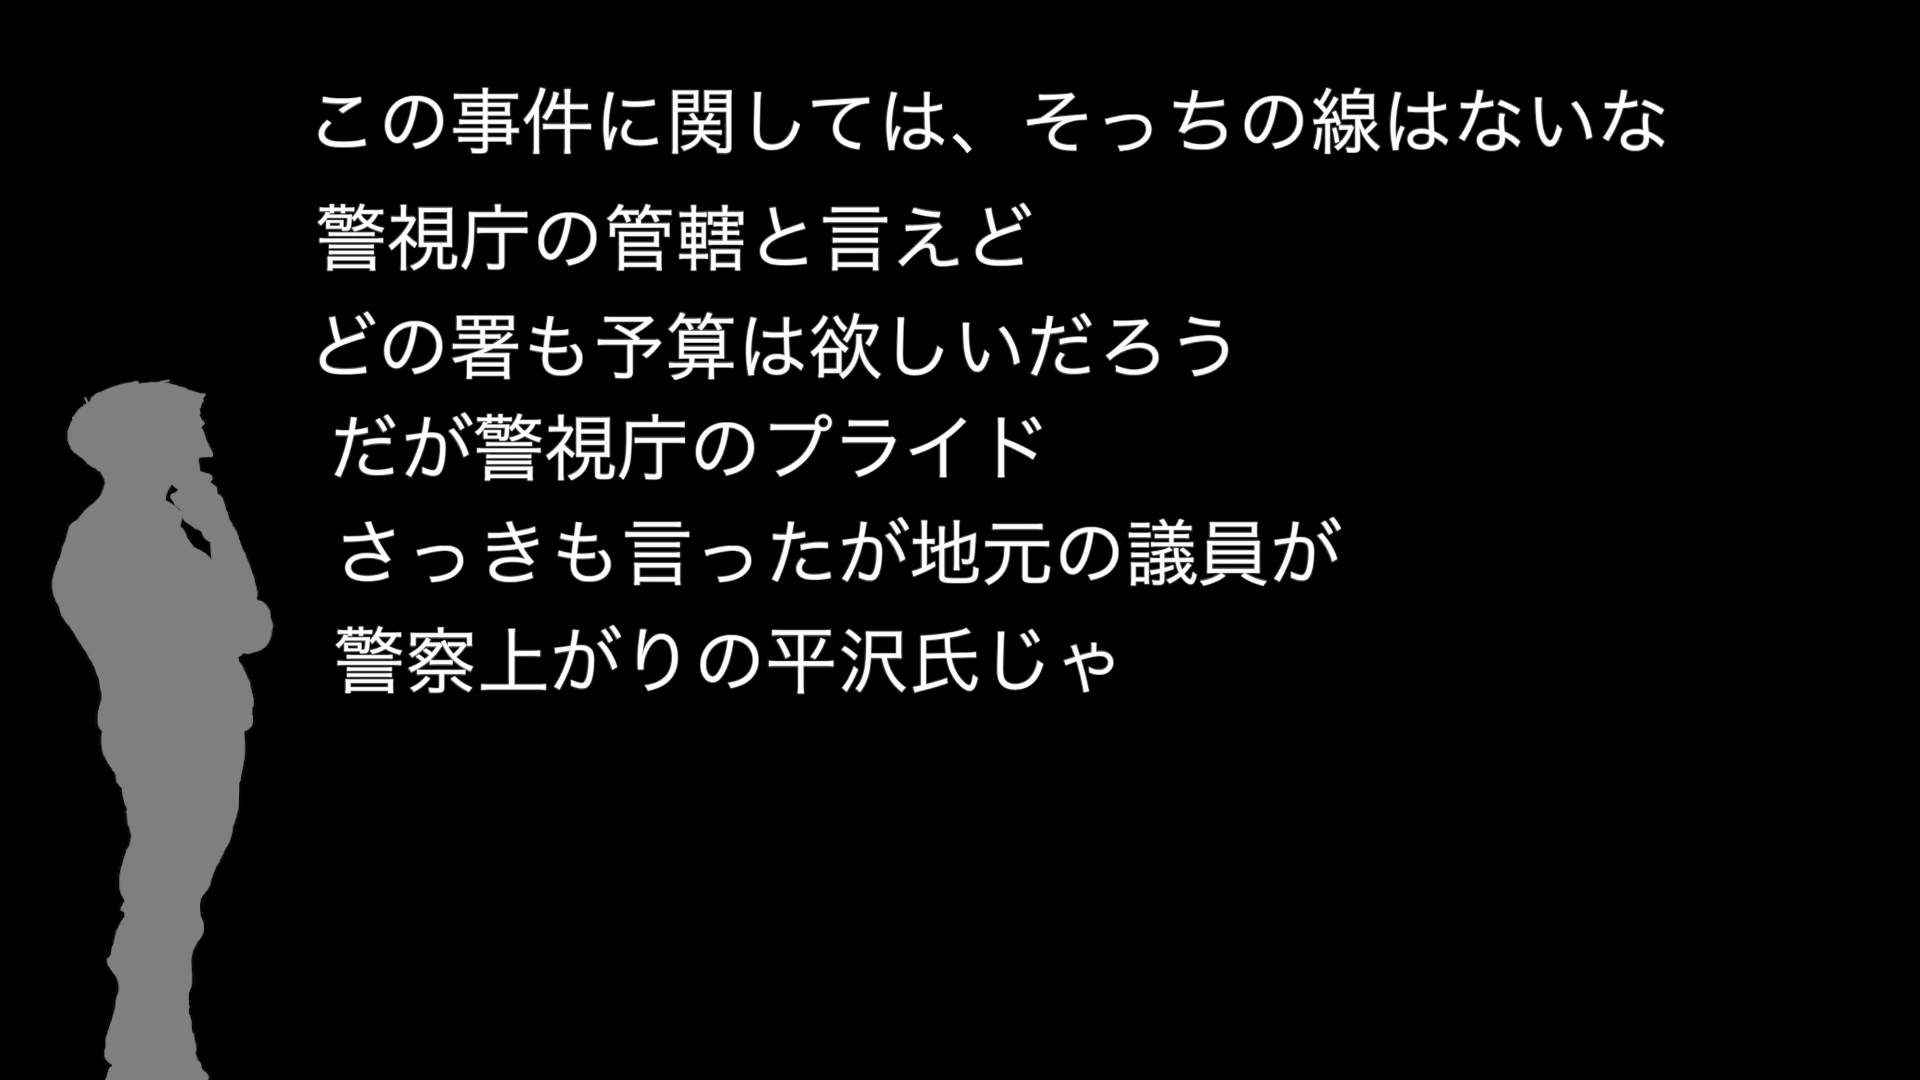 この事件に関しては、そっちの線はないな
警視庁の管轄と言えど
どの署も予算は欲しいだろう
だが警視庁のプライド
さっきも言ったが地元の議員が
警察上がりの平沢氏じゃ